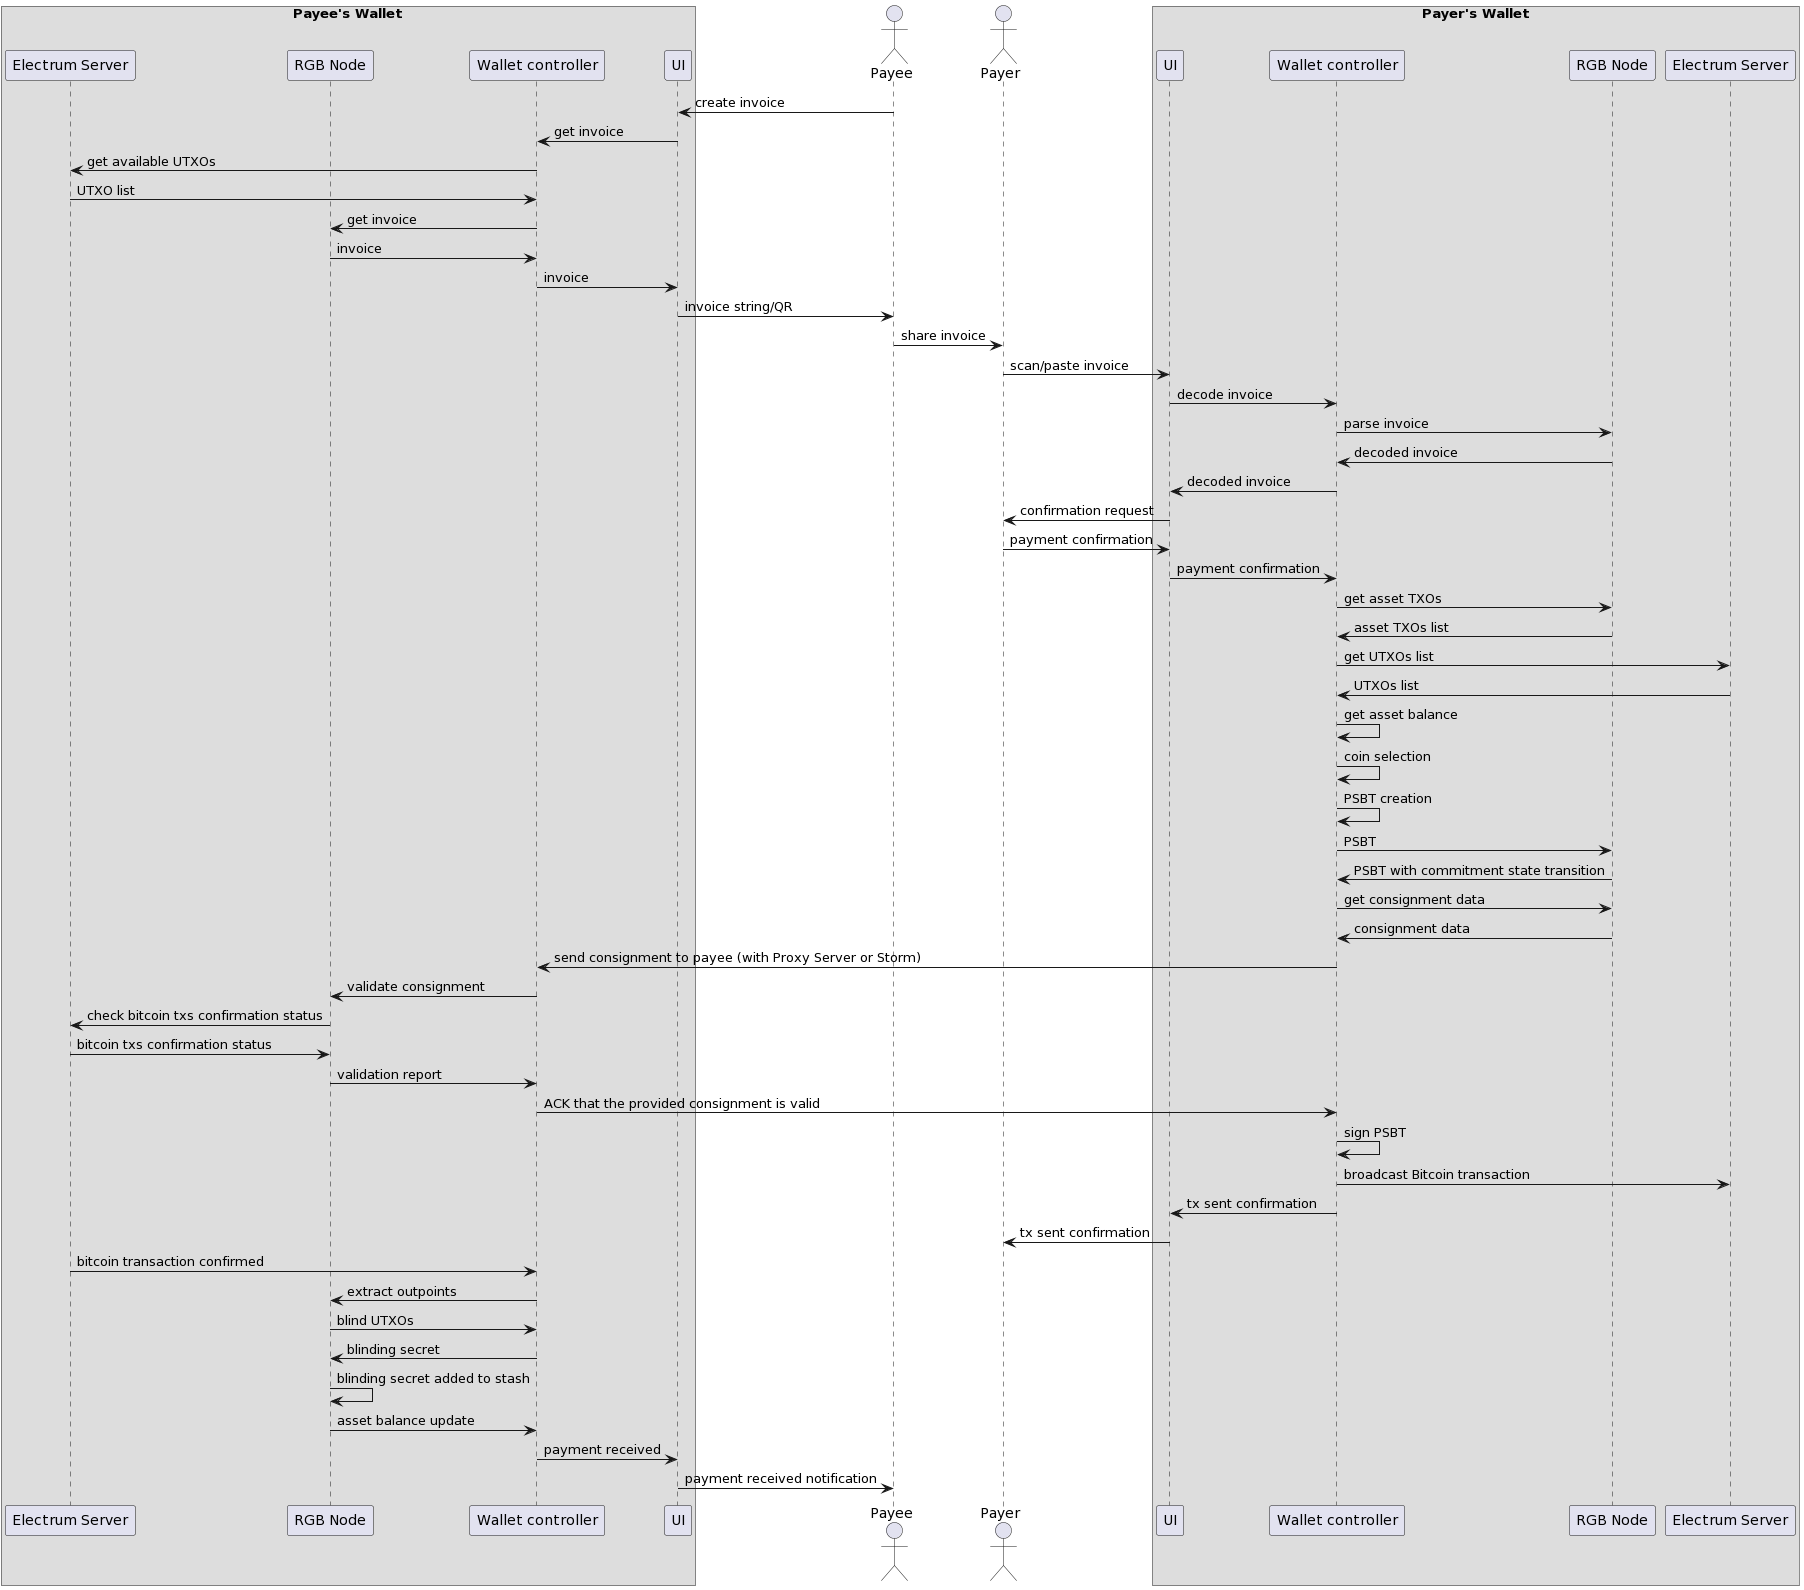 Payee's Wallet
Payer's Wallet
Electrum Server
RGB Node
Wallet controller
UI
Payee
Payer
UI
Wallet controller
RGB Node
Electrum Server
create invoice
get invoice
get available UTXOs
UTXO list
get invoice
invoice
invoice
invoice string/QR
share invoice
scan/paste invoice
decode invoice
parse invoice
decoded invoice
decoded invoice
confirmation request
payment confirmation
payment confirmation
get asset TXOs
asset TXOs list
get UTXOs list
UTXOs list
get asset balance
coin selection
PSBT creation
PSBT
PSBT with commitment state transition
get consignment data
consignment data
send consignment to payee (with Proxy Server or Storm)
validate consignment
check bitcoin txs confirmation status
bitcoin txs confirmation status
validation report
ACK that the provided consignment is valid
sign PSBT
broadcast Bitcoin transaction
tx sent confirmation
tx sent confirmation
bitcoin transaction confirmed
extract outpoints
blind UTXOs
blinding secret
blinding secret added to stash
asset balance update
payment received
payment received notification
Electrum Server
RGB Node
Wallet controller
UI
Payee
Payer
UI
Wallet controller
RGB Node
Electrum Server